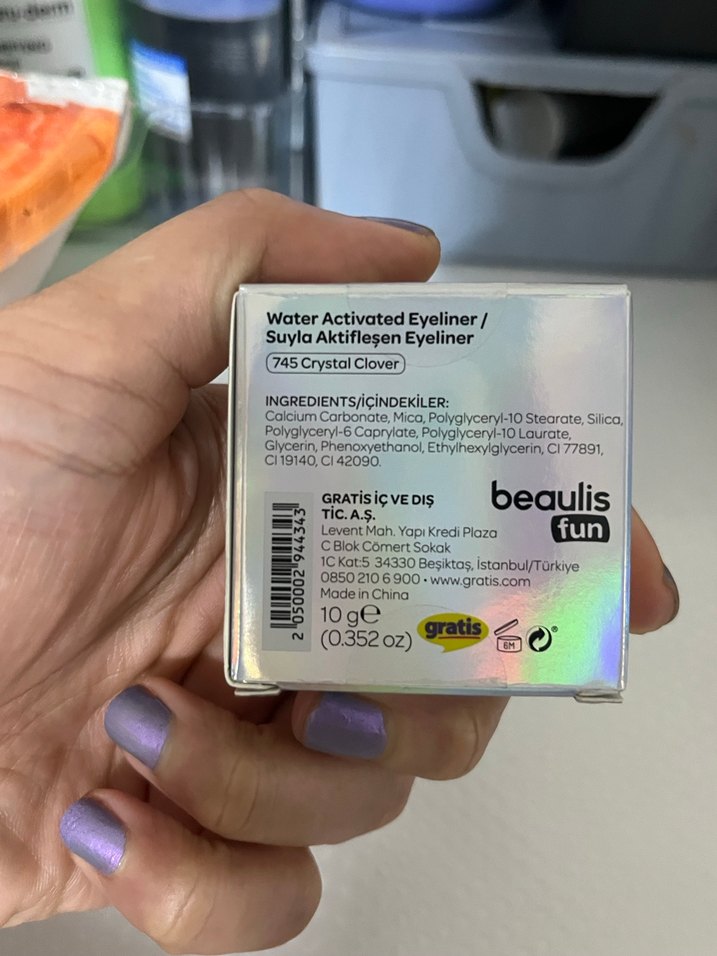 Water Activated Eyeliner /
Suyla Aktifleşen Eyeliner
745 Crystal Clover
INGREDIENTS/İÇİNDEKİLER:
Calcium Carbonate, Mica, Polyglyceryl-10 Stearate, Silica,
Polyglyceryl-6 Caprylate, Polyglyceryl-10 Laurate,
Glycerin, Phenoxyethanol, Ethylhexylglycerin, CI 77891,
CI 19140, CI 42090.
beaulis
fun
GRATİS İÇ VE DIŞ
TİC. A.Ş.
Levent Mah. Yapı Kredi Plaza
C Blok Cömert Sokak
1C Kat:5 34330 Beşiktaş, İstanbul/Türkiye
0850 210 6 900 • www.gratis.com
Made in China
10 g℮
(0.352 oz)
gratis
6M
2 050002 944343